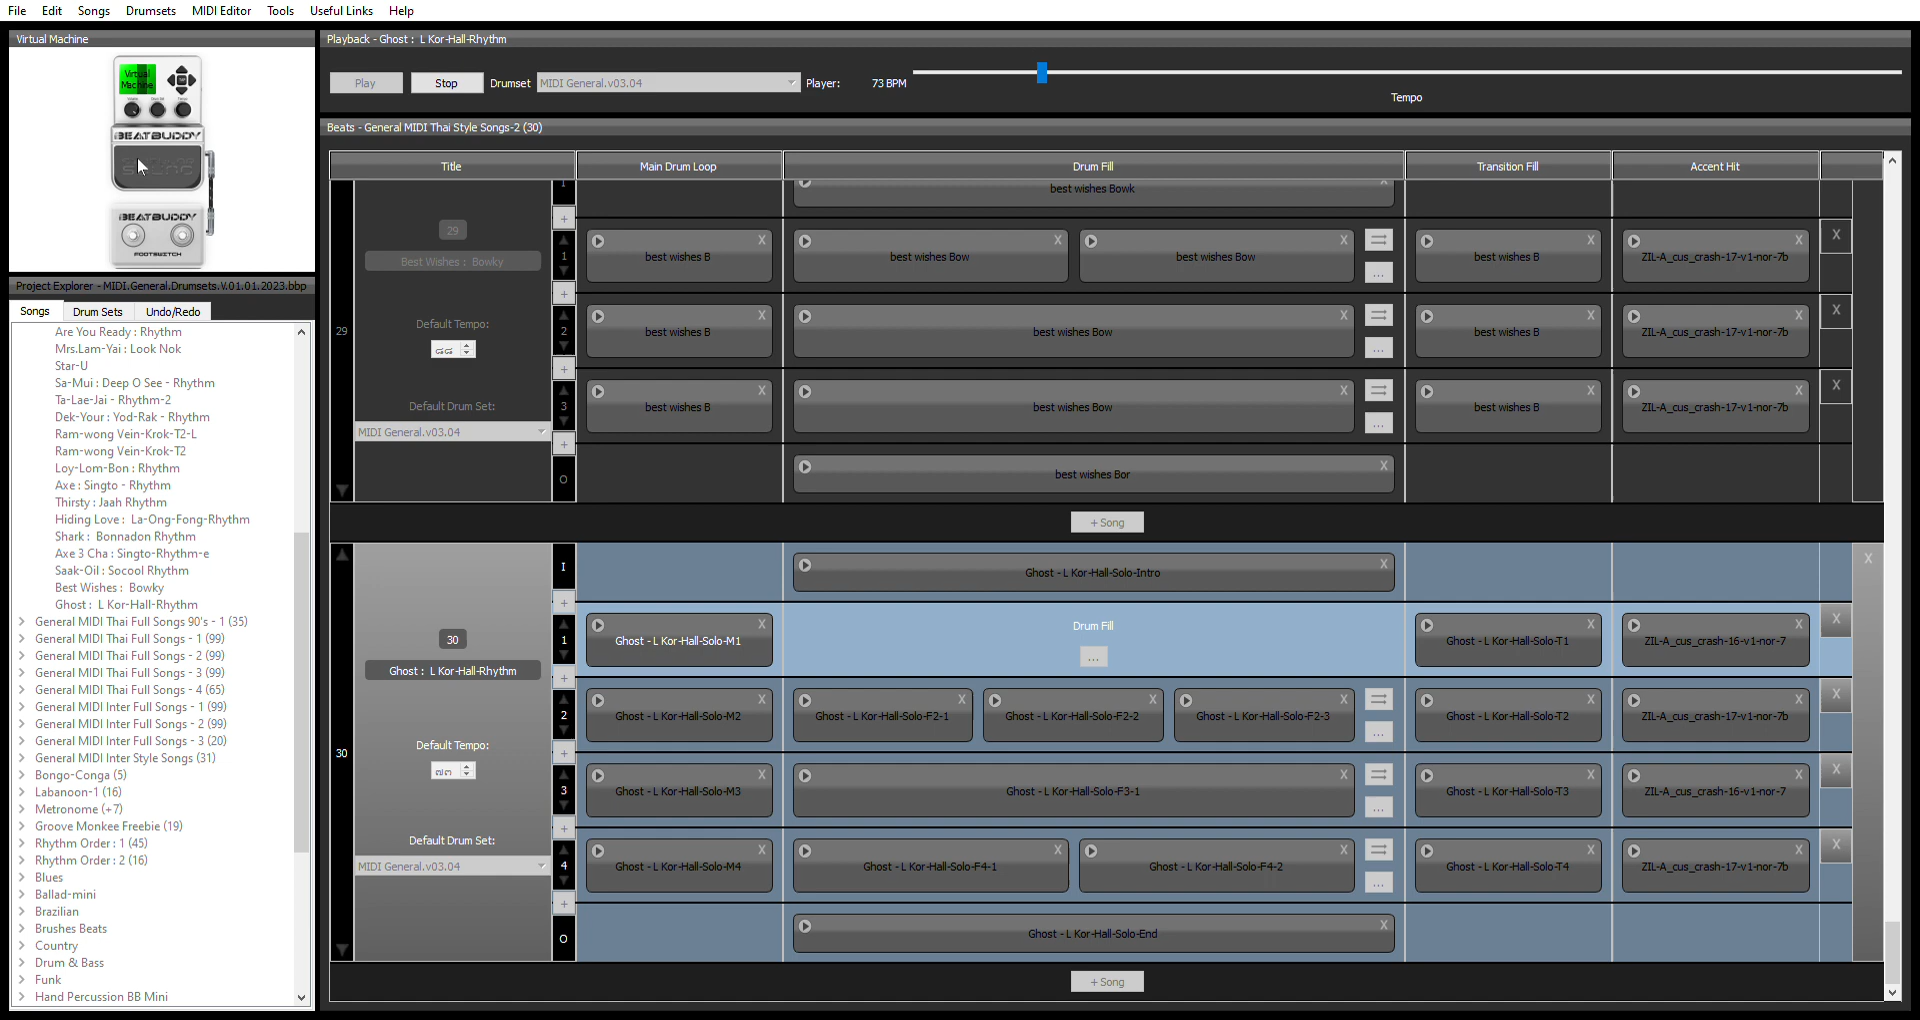 File Edit Songs Drumsets MIDI Editor Tools Useful Links Help
Virtual Machine
Virtual
Machine
BEATBUDDY
BEATBUDDY
FOOTSWITCH
Project Explorer - MIDI.General.Drumsets.V.01.01.2023.bbp
Songs Drum Sets Undo/Redo
Are You Ready : Rhythm
Mrs.Lam-Yai : Look Nok
Star-U
Sa-Mui : Deep O See - Rhythm
Ta-Lae-Jai - Rhythm-2
Dek-Your : Yod-Rak - Rhythm
Ram-wong Vein-Krok-T2-L
Ram-wong Vein-Krok-T2
Loy-Lom-Bon : Rhythm
Axe : Singto - Rhythm
Thirsty : Jaah Rhythm
Hiding Love : La-Ong-Fong-Rhythm
Shark : Bonnadon Rhythm
Axe 3 Cha : Singto-Rhythm-e
Saak-Oil : Socool Rhythm
Best Wishes : Bowky
Ghost : L Kor-Hall-Rhythm
General MIDI Thai Full Songs 90's - 1 (35)
General MIDI Thai Full Songs - 1 (99)
General MIDI Thai Full Songs - 2 (99)
General MIDI Thai Full Songs - 3 (99)
General MIDI Thai Full Songs - 4 (65)
General MIDI Inter Full Songs - 1 (99)
General MIDI Inter Full Songs - 2 (99)
General MIDI Inter Full Songs - 3 (20)
General MIDI Inter Style Songs (31)
Bongo-Conga (5)
Labanoon-1 (16)
Metronome (+7)
Groove Monkee Freebie (19)
Rhythm Order : 1 (45)
Rhythm Order : 2 (16)
Blues
Ballad-mini
Brazilian
Brushes Beats
Country
Drum & Bass
Funk
Hand Percussion BB Mini
Playback - Ghost : L Kor-Hall-Rhythm
Play Stop Drumset MIDI General.v03.04 Player: 73 BPM
Tempo
Beats - General MIDI Thai Style Songs-2 (30)
Title Main Drum Loop Drum Fill Transition Fill Accent Hit
29
29
Best Wishes : Bowky
Default Tempo:
๘๘
Default Drum Set:
MIDI General.v03.04
I best wishes Bowk X
+
1 best wishes B X best wishes Bow X best wishes Bow X ... best wishes B X ZIL-A_cus_crash-17-v1-nor-7b X X
+
2 best wishes B X best wishes Bow X ... best wishes B X ZIL-A_cus_crash-17-v1-nor-7b X X
+
3 best wishes B X best wishes Bow X ... best wishes B X ZIL-A_cus_crash-17-v1-nor-7b X X
+
O best wishes Bor X
+ Song
30
30
Ghost : L Kor-Hall-Rhythm
Default Tempo:
๗๓
Default Drum Set:
MIDI General.v03.04
I Ghost - L Kor-Hall-Solo-Intro X X
+
1 Ghost - L Kor-Hall-Solo-M1 X Drum Fill ... Ghost - L Kor-Hall-Solo-T1 X ZIL-A_cus_crash-16-v1-nor-7 X X
+
2 Ghost - L Kor-Hall-Solo-M2 X Ghost - L Kor-Hall-Solo-F2-1 X Ghost - L Kor-Hall-Solo-F2-2 X Ghost - L Kor-Hall-Solo-F2-3 X ... Ghost - L Kor-Hall-Solo-T2 X ZIL-A_cus_crash-17-v1-nor-7b X X
+
3 Ghost - L Kor-Hall-Solo-M3 X Ghost - L Kor-Hall-Solo-F3-1 X ... Ghost - L Kor-Hall-Solo-T3 X ZIL-A_cus_crash-16-v1-nor-7 X X
+
4 Ghost - L Kor-Hall-Solo-M4 X Ghost - L Kor-Hall-Solo-F4-1 X Ghost - L Kor-Hall-Solo-F4-2 X ... Ghost - L Kor-Hall-Solo-T4 X ZIL-A_cus_crash-17-v1-nor-7b X X
+
O Ghost - L Kor-Hall-Solo-End X
+ Song